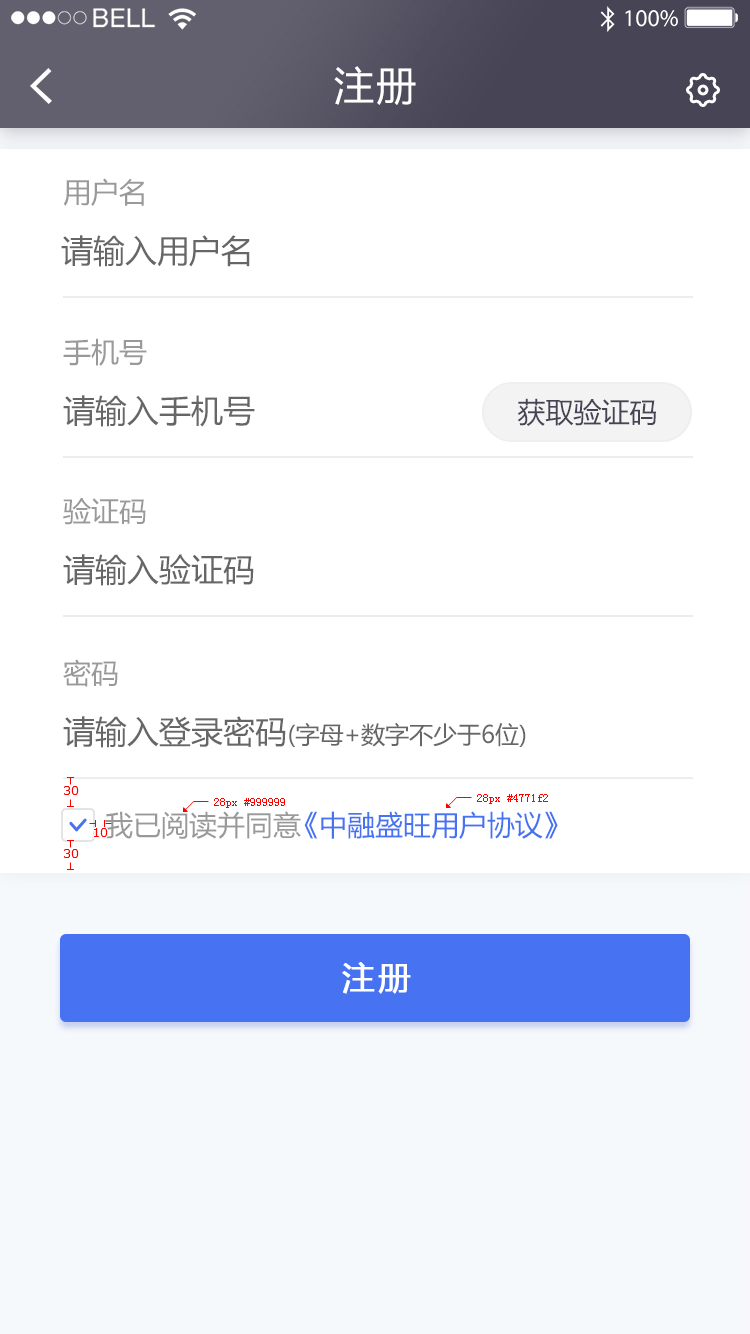 BELL 100%
注册
用户名
请输入用户名
手机号
请输入手机号 获取验证码
验证码
请输入验证码
密码
请输入登录密码(字母+数字不少于6位)
30 28px #999999 28px #4771f2
10 我已阅读并同意《中融盛旺用户协议》
30
注册